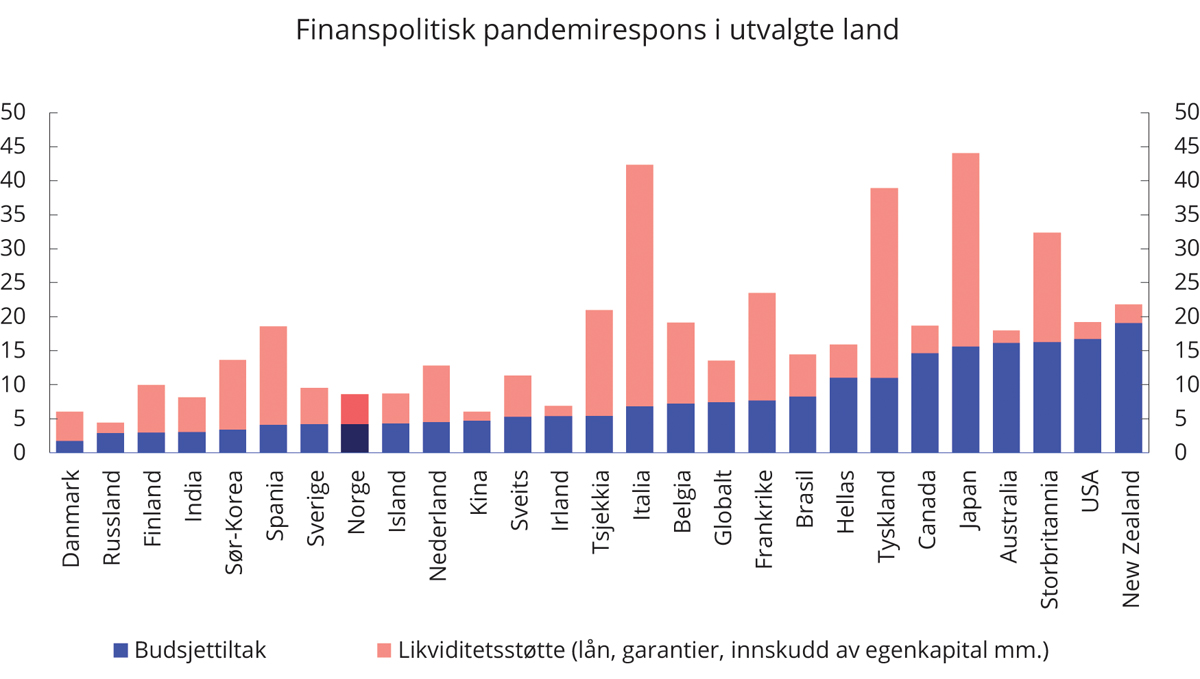 Finanspolitisk pandemirespons i utvalgte land
50 50
45 45
40 40
35 35
30 30
25 25
20 20
15 15
10 10
5 5
0 0
Danmark
Russland
Finland
India
Sør-Korea
Spania
Sverige
Norge
Island
Nederland
Kina
Sveits
Irland
Tsjekkia
Italia
Belgia
Globalt
Frankrike
Brasil
Hellas
Tyskland
Canada
Japan
Australia
Storbritannia
USA
New Zealand
Budsjettiltak
Likviditetsstøtte (lån, garantier, innskudd av egenkapital mm.)